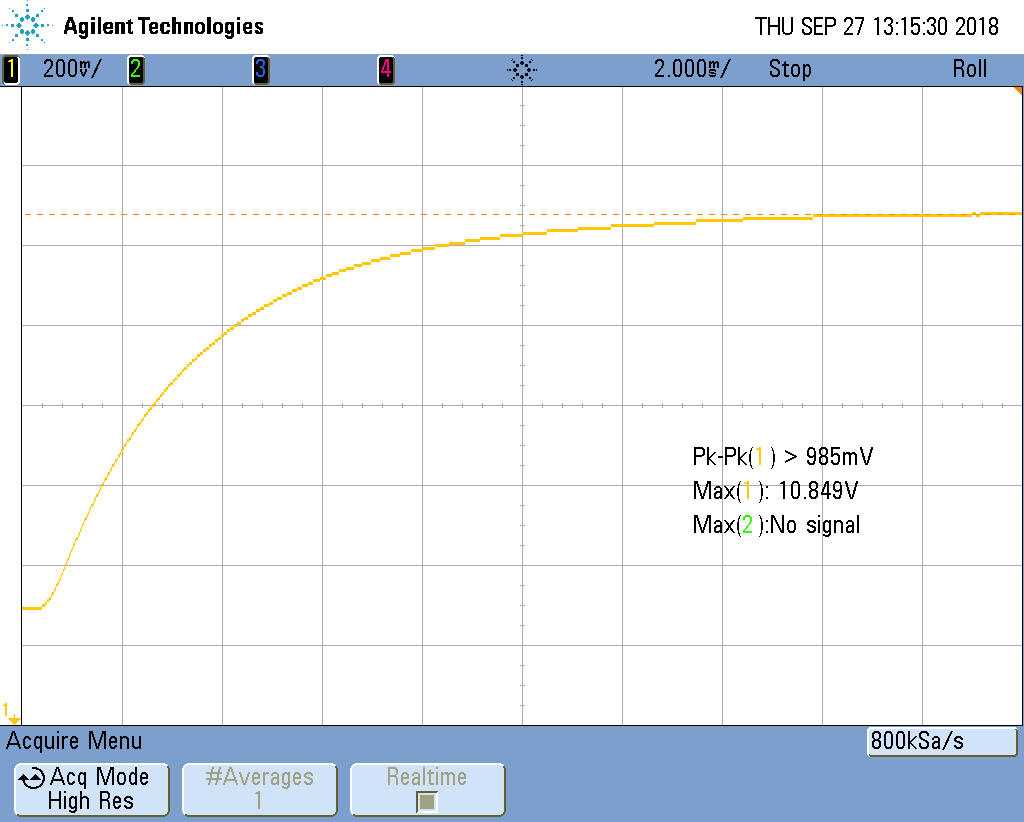 Agilent Technologies
THU SEP 27 13:15:30 2018
1 200mV/ 2 3 4 2.000ms/ Stop Roll
Pk-Pk(1) > 985mV
Max(1): 10.849V
Max(2):No signal
1
Acquire Menu
800kSa/s
Acq Mode
High Res
#Averages
1
Realtime